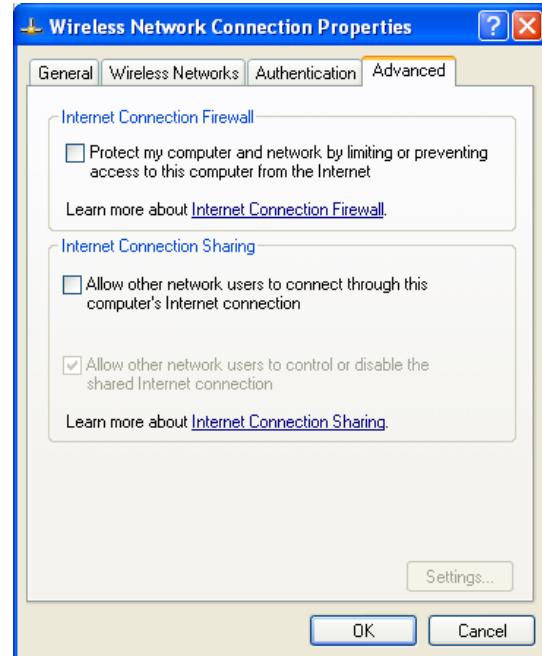 Wireless Network Connection Properties
General Wireless Networks Authentication Advanced
Internet Connection Firewall
Protect my computer and network by limiting or preventing
access to this computer from the Internet
Learn more about Internet Connection Firewall.
Internet Connection Sharing
Allow other network users to connect through this
computer's Internet connection
Allow other network users to control or disable the
shared Internet connection
Learn more about Internet Connection Sharing.
Settings...
OK Cancel